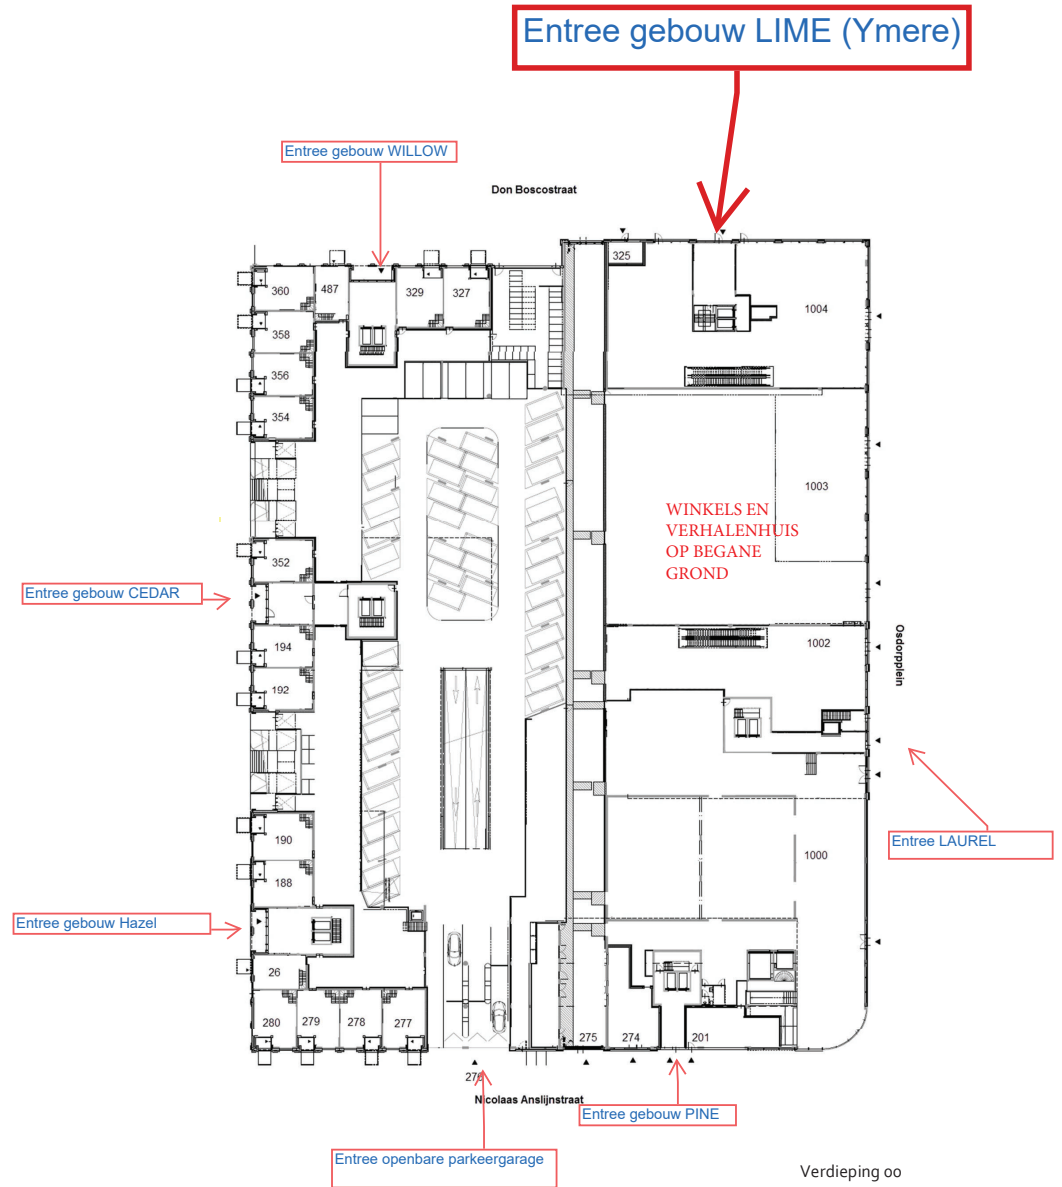 Entree gebouw LIME (Ymere)
Entree gebouw WILLOW
Don Boscostraat
325
360
487
329
327
1004
358
356
354
1003
WINKELS EN
VERHALENHUIS
OP BEGANE
GROND
352
Entree gebouw CEDAR
194
1002
Osdorpplein
192
190
Entree LAUREL
1000
188
Entree gebouw Hazel
26
280
279
278
277
275
274
201
276
Nicolaas Anslijnstraat
Entree gebouw PINE
Entree openbare parkeergarage
Verdieping 00